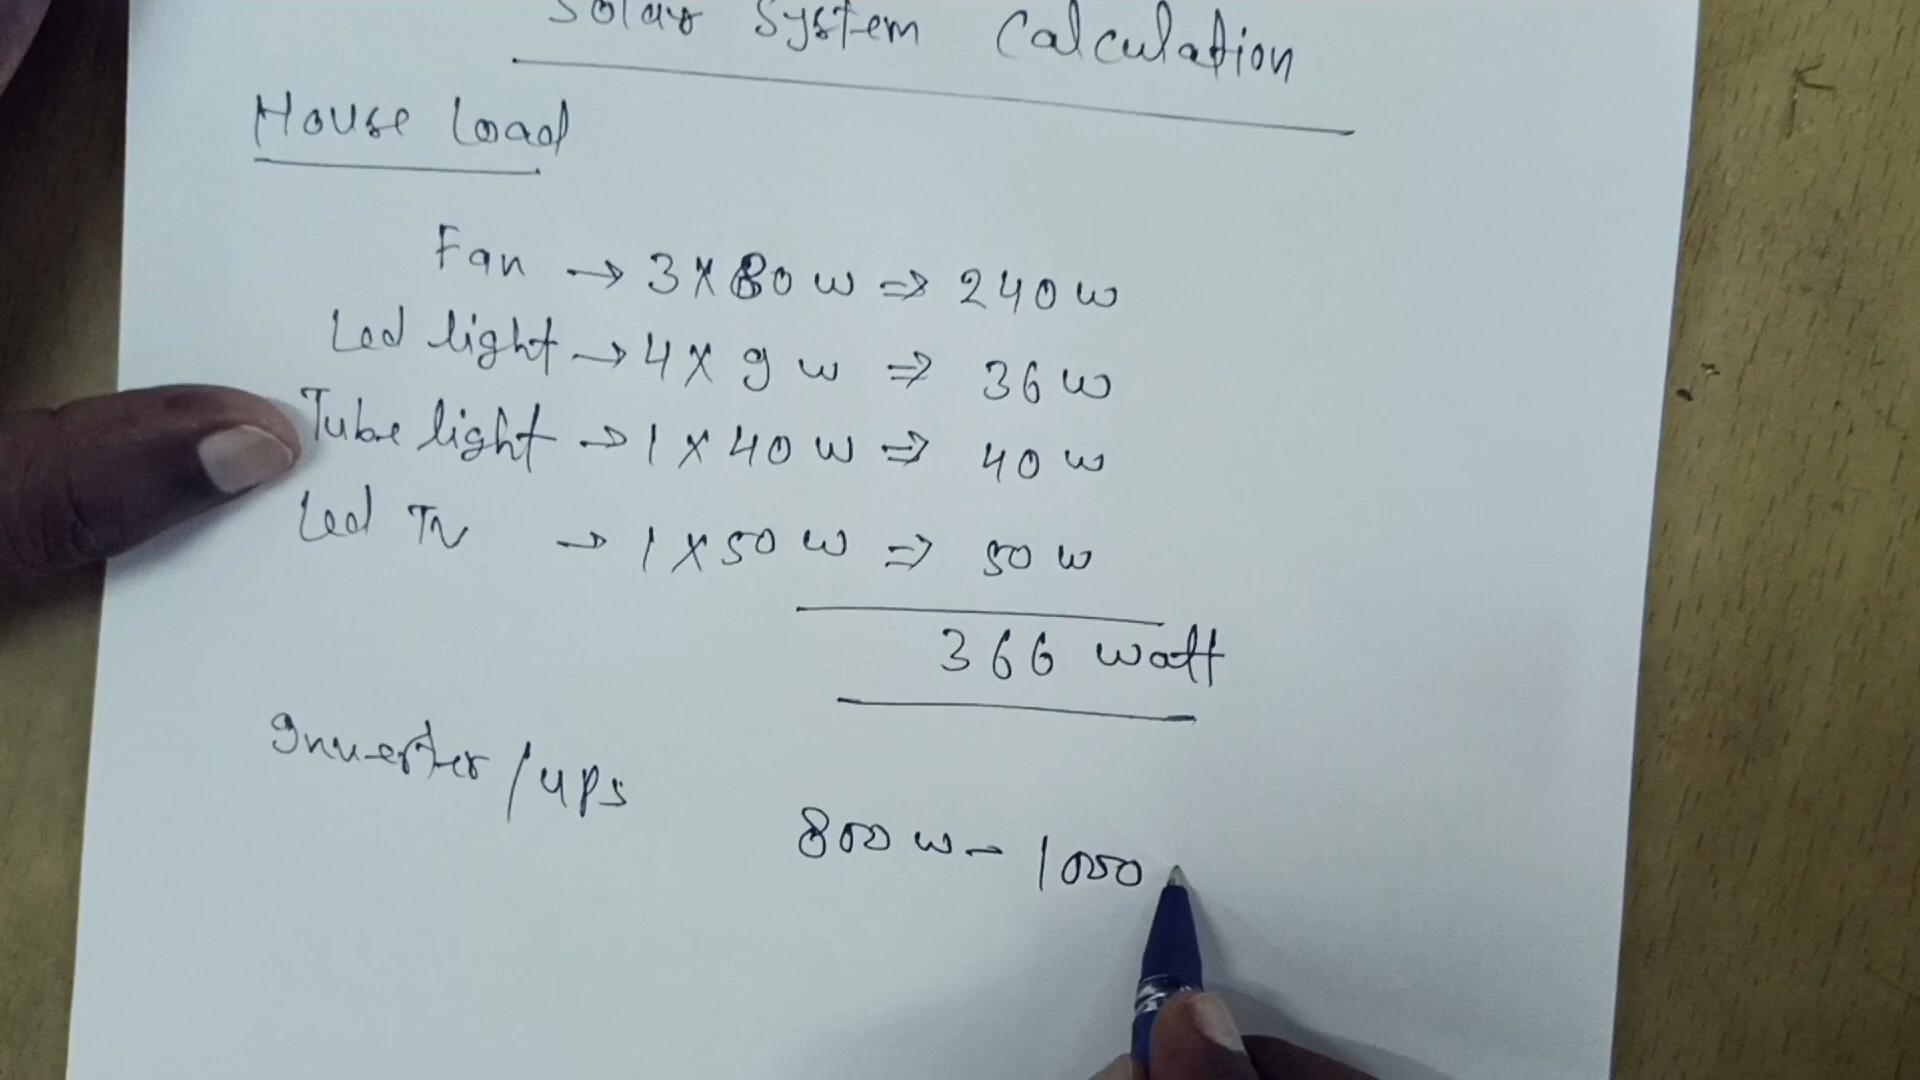 Solar System Calculation
House Load
Fan → 3 x 80 w ⇒ 240 w
Led light → 4 x 9 w ⇒ 36 w
Tube light → 1 x 40 w ⇒ 40 w
Led TV → 1 x 50 w ⇒ 50 w
366 watt
Inverter / ups
800 w - 1000